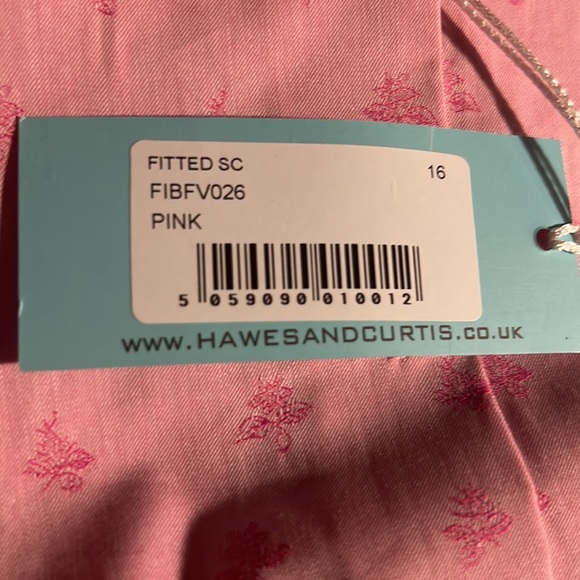 FITTED SC 16
FIBFV026
PINK
5 059090 010012
WWW.HAWESANDCURTIS.CO.UK